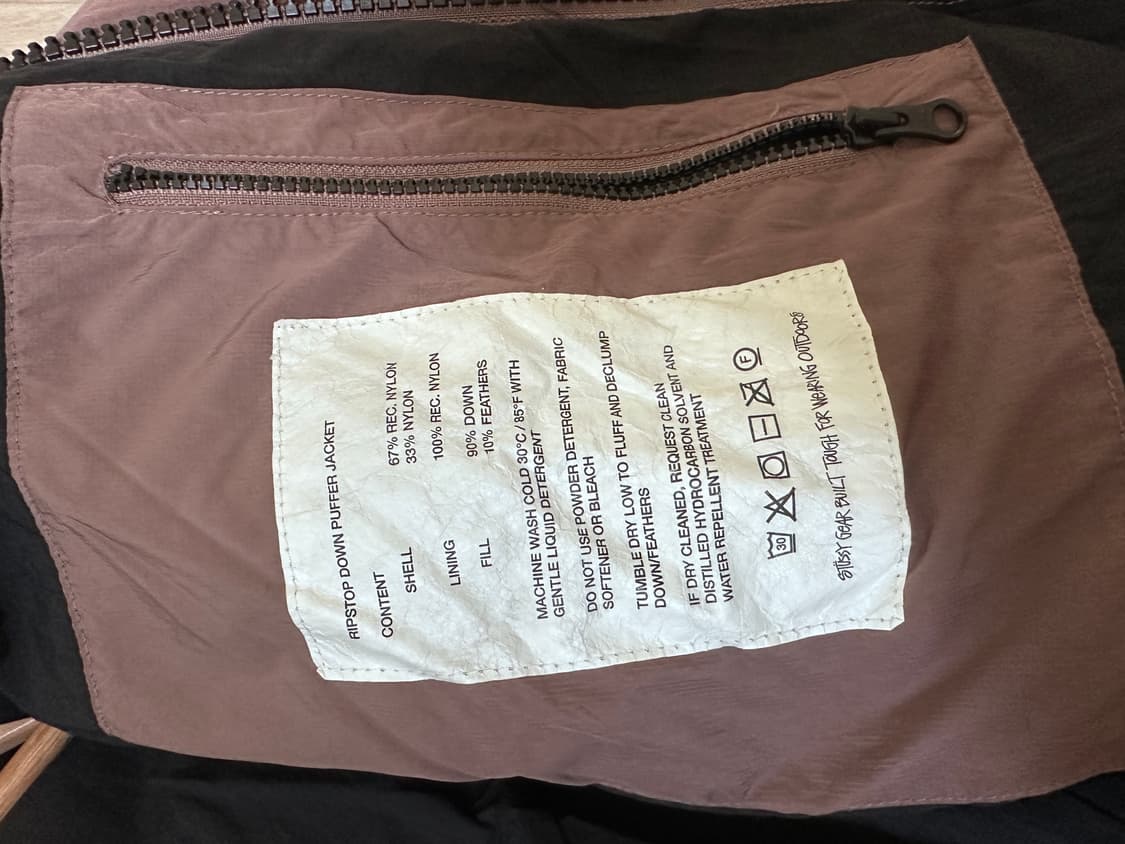 RIPSTOP DOWN PUFFER JACKET
CONTENT
SHELL 67% REC. NYLON
33% NYLON
LINING 100% REC. NYLON
FILL 90% DOWN
10% FEATHERS
MACHINE WASH COLD 30°C / 85°F WITH
GENTLE LIQUID DETERGENT
DO NOT USE POWDER DETERGENT, FABRIC
SOFTENER OR BLEACH
TUMBLE DRY LOW TO FLUFF AND DECLUMP
DOWN/FEATHERS
IF DRY CLEANED, REQUEST CLEAN
DISTILLED HYDROCARBON SOLVENT AND
WATER REPELLENT TREATMENT
30 F
STÜSSY GEAR BUILT TOUGH FOR WEARING OUTDOORS